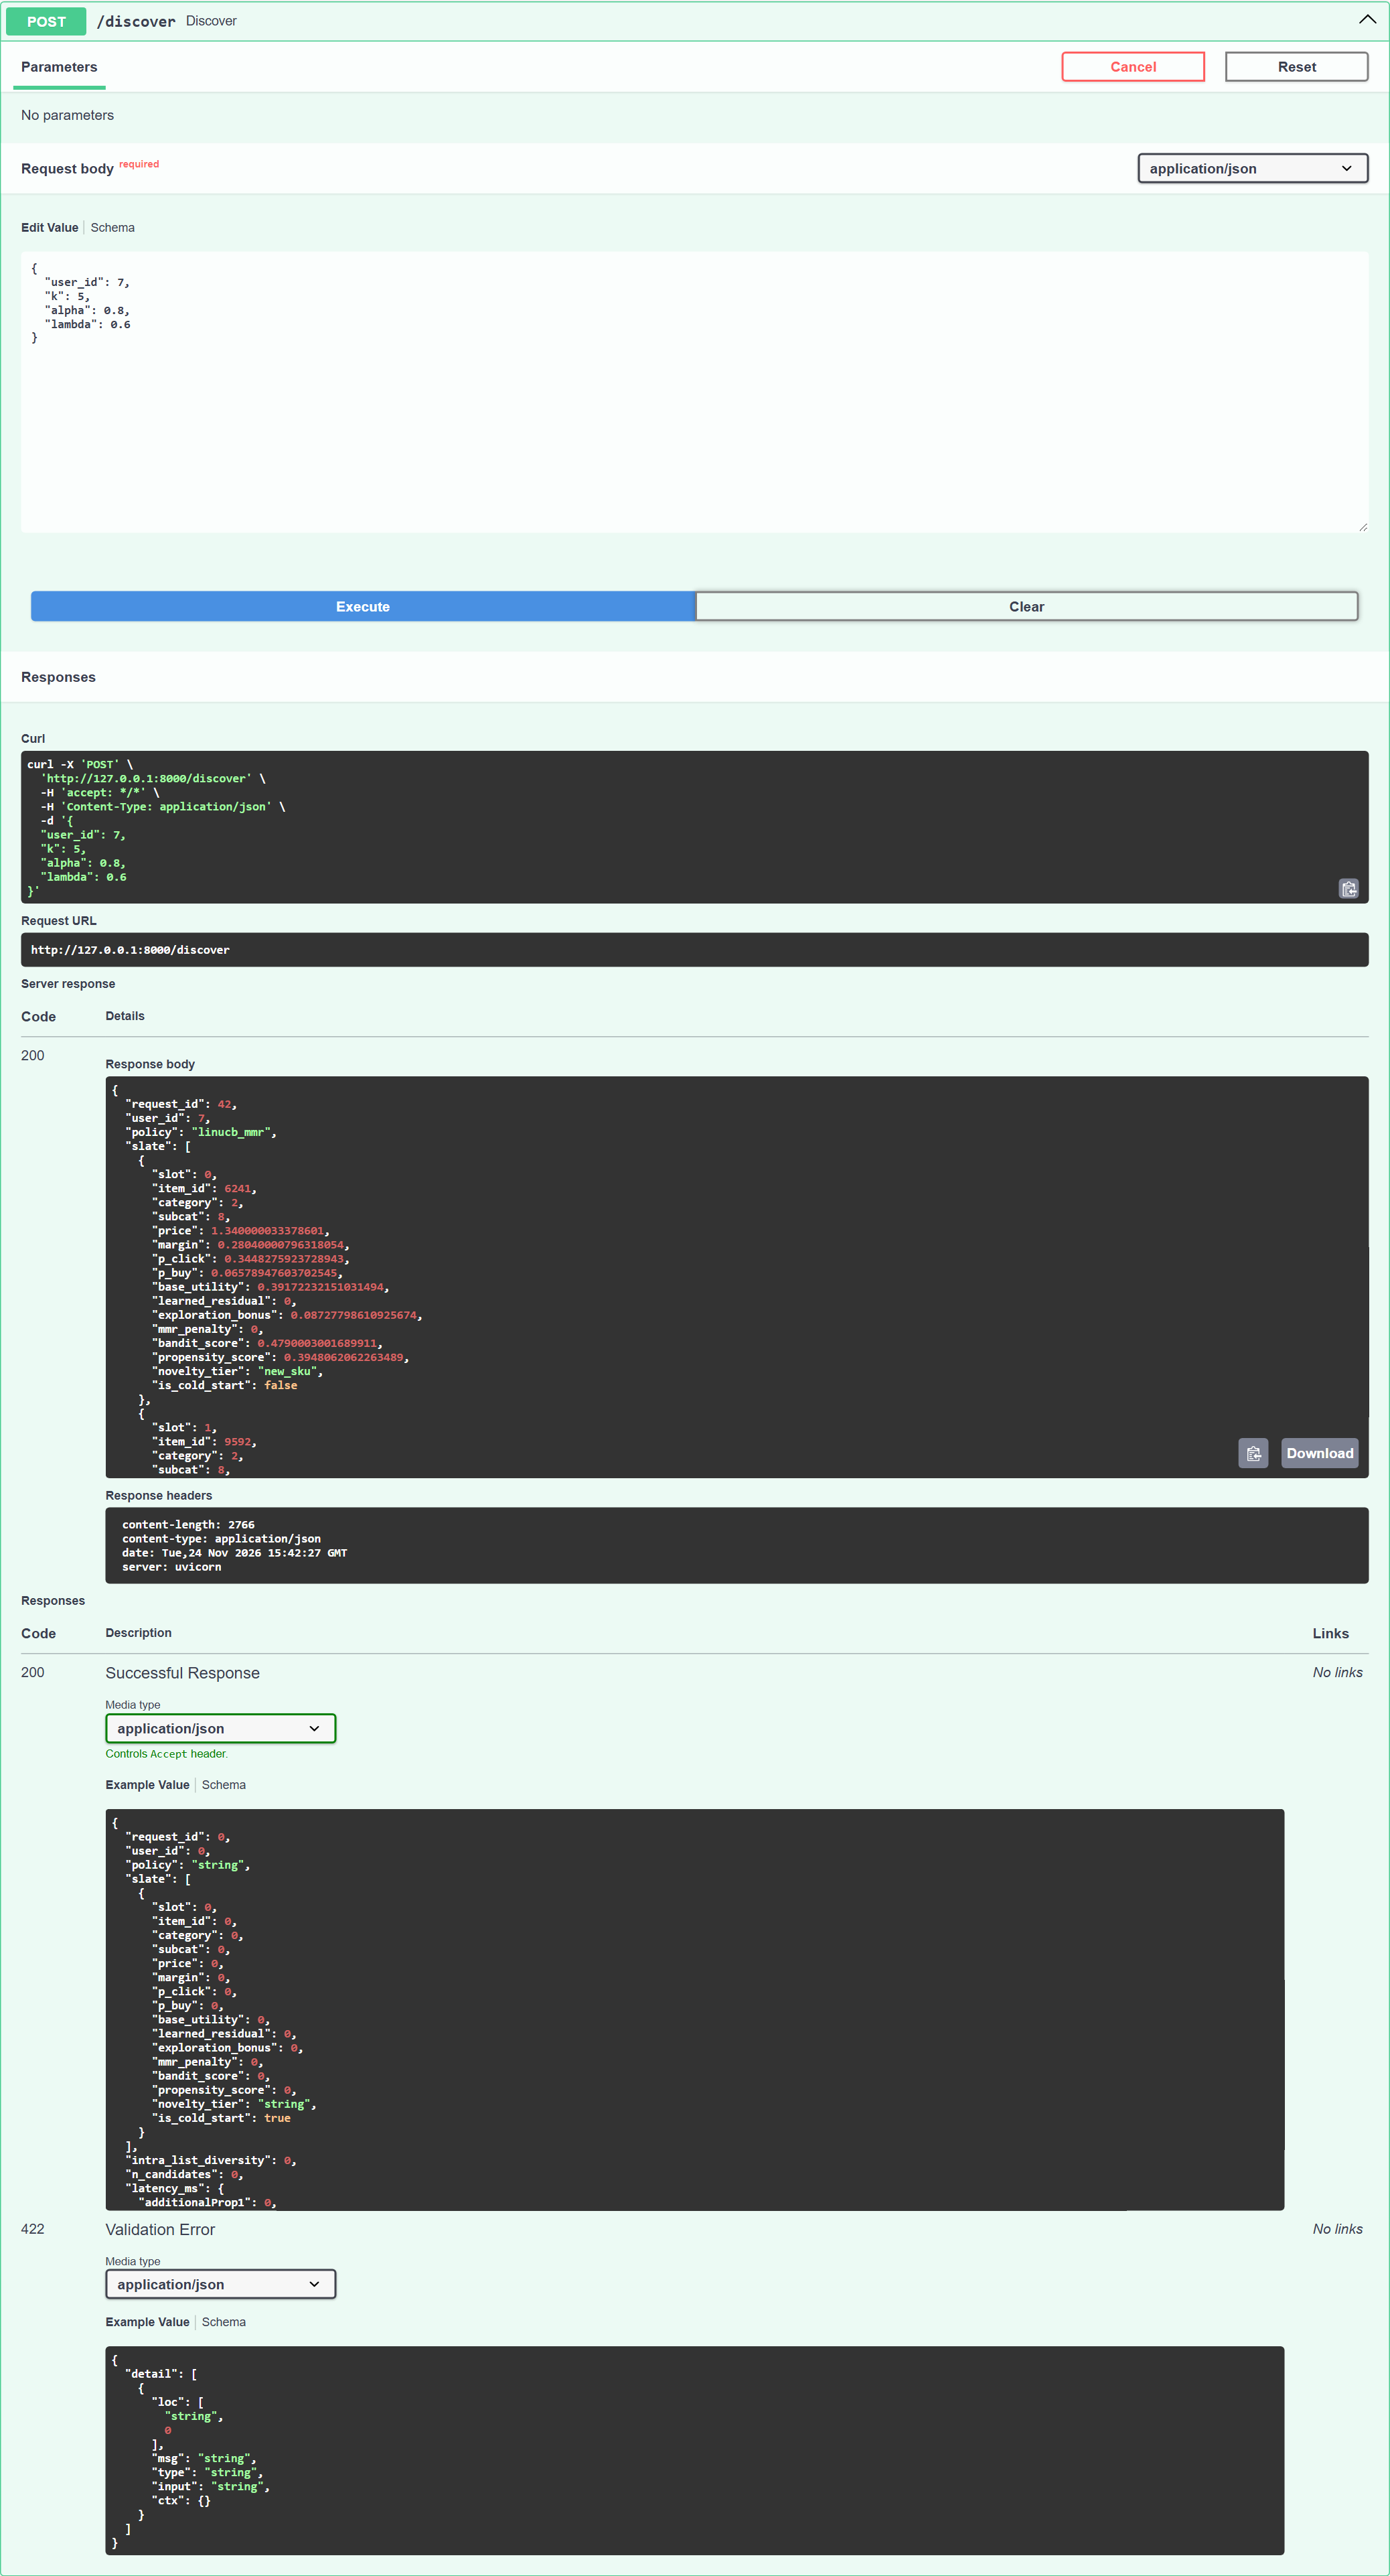 POST /discover Discover
Parameters
Cancel
Reset
No parameters
Request body required
application/json
Edit Value Schema
{
  "user_id": 7,
  "k": 5,
  "alpha": 0.8,
  "lambda": 0.6
}
Execute
Clear
Responses
Curl
curl -X 'POST' \
  'http://127.0.0.1:8000/discover' \
  -H 'accept: */*' \
  -H 'Content-Type: application/json' \
  -d '{
  "user_id": 7,
  "k": 5,
  "alpha": 0.8,
  "lambda": 0.6
}'
Request URL
http://127.0.0.1:8000/discover
Server response
Code Details
200
Response body
{
  "request_id": 42,
  "user_id": 7,
  "policy": "linucb_mmr",
  "slate": [
    {
      "slot": 0,
      "item_id": 6241,
      "category": 2,
      "subcat": 8,
      "price": 1.340000033378601,
      "margin": 0.28040000796318054,
      "p_click": 0.3448275923728943,
      "p_buy": 0.06578947603702545,
      "base_utility": 0.39172232151031494,
      "learned_residual": 0,
      "exploration_bonus": 0.08727798610925674,
      "mmr_penalty": 0,
      "bandit_score": 0.4790003001689911,
      "propensity_score": 0.3948062062263489,
      "novelty_tier": "new_sku",
      "is_cold_start": false
    },
    {
      "slot": 1,
      "item_id": 9592,
      "category": 2,
      "subcat": 8,
Download
Response headers
content-length: 2766
content-type: application/json
date: Tue,24 Nov 2026 15:42:27 GMT
server: uvicorn
Responses
Code Description Links
200
Successful Response
No links
Media type
application/json
Controls Accept header.
Example Value Schema
{
  "request_id": 0,
  "user_id": 0,
  "policy": "string",
  "slate": [
    {
      "slot": 0,
      "item_id": 0,
      "category": 0,
      "subcat": 0,
      "price": 0,
      "margin": 0,
      "p_click": 0,
      "p_buy": 0,
      "base_utility": 0,
      "learned_residual": 0,
      "exploration_bonus": 0,
      "mmr_penalty": 0,
      "bandit_score": 0,
      "propensity_score": 0,
      "novelty_tier": "string",
      "is_cold_start": true
    }
  ],
  "intra_list_diversity": 0,
  "n_candidates": 0,
  "latency_ms": {
    "additionalProp1": 0,
422
Validation Error
No links
Media type
application/json
Example Value Schema
{
  "detail": [
    {
      "loc": [
        "string",
        0
      ],
      "msg": "string",
      "type": "string",
      "input": "string",
      "ctx": {}
    }
  ]
}